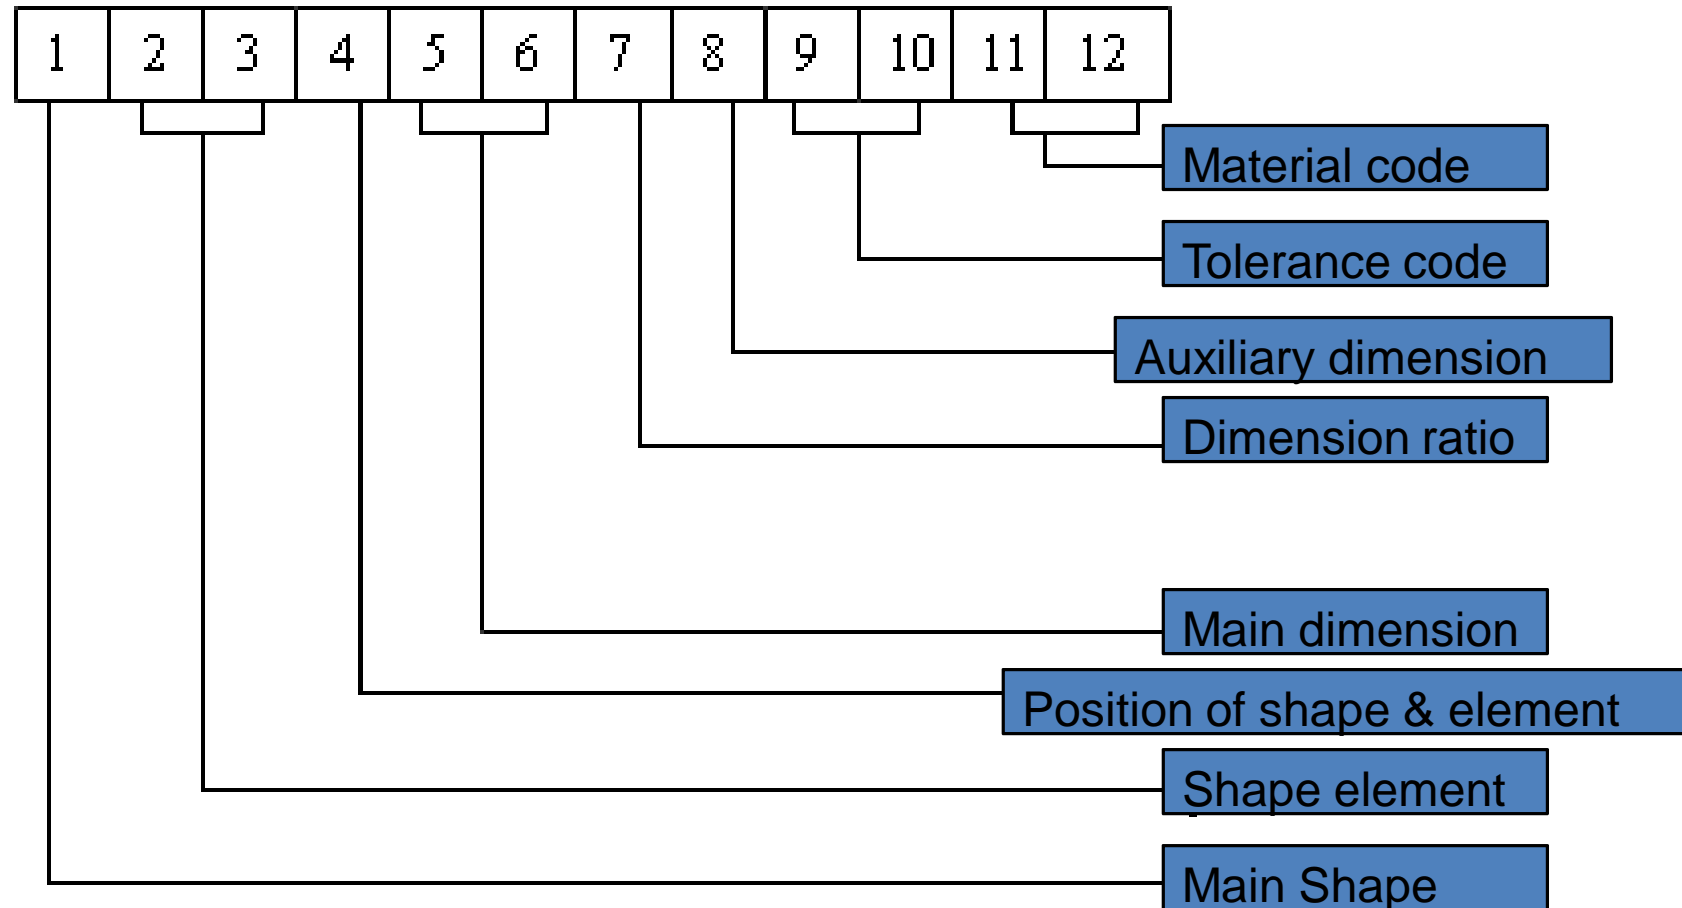 1 2 3 4 5 6 7 8 9 10 11 12
Material code
Tolerance code
Auxiliary dimension
Dimension ratio
Main dimension
Position of shape & element
Shape element
Main Shape